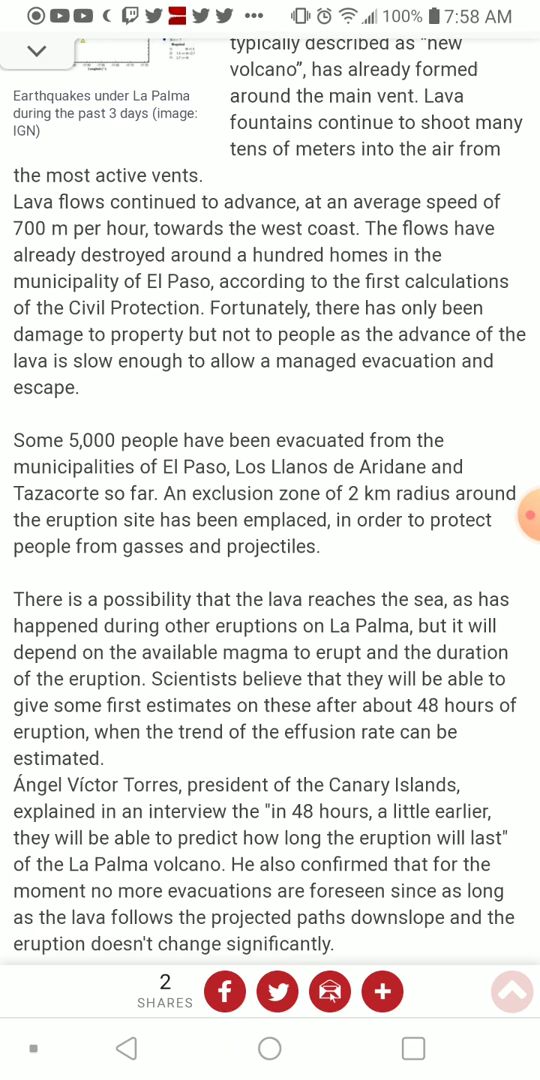 100% 7:58 AM
typically described as "new
volcano”, has already formed
around the main vent. Lava
fountains continue to shoot many
tens of meters into the air from
Earthquakes under La Palma
during the past 3 days (image:
IGN)
the most active vents.
Lava flows continued to advance, at an average speed of
700 m per hour, towards the west coast. The flows have
already destroyed around a hundred homes in the
municipality of El Paso, according to the first calculations
of the Civil Protection. Fortunately, there has only been
damage to property but not to people as the advance of the
lava is slow enough to allow a managed evacuation and
escape.
Some 5,000 people have been evacuated from the
municipalities of El Paso, Los Llanos de Aridane and
Tazacorte so far. An exclusion zone of 2 km radius around
the eruption site has been emplaced, in order to protect
people from gasses and projectiles.
There is a possibility that the lava reaches the sea, as has
happened during other eruptions on La Palma, but it will
depend on the available magma to erupt and the duration
of the eruption. Scientists believe that they will be able to
give some first estimates on these after about 48 hours of
eruption, when the trend of the effusion rate can be
estimated.
Ángel Víctor Torres, president of the Canary Islands,
explained in an interview the "in 48 hours, a little earlier,
they will be able to predict how long the eruption will last"
of the La Palma volcano. He also confirmed that for the
moment no more evacuations are foreseen since as long
as the lava follows the projected paths downslope and the
eruption doesn't change significantly.
2
SHARES